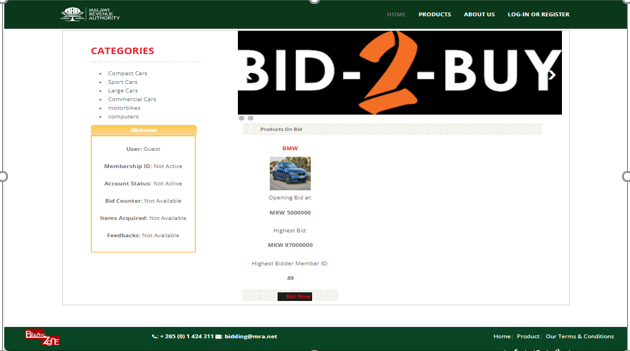 MALAWI
REVENUE
AUTHORITY
HOME PRODUCTS ABOUT US LOG-IN OR REGISTER
CATEGORIES
Compact Cars
Sport Cars
Large Cars
Commercial Cars
motorbikes
computers
Welcome
User: Guest
Membership ID: Not Active
Account Status: Not Active
Bid Counter: Not Available
Items Acquired: Not Available
Feedbacks: Not Available
BID-2-BUY
Products On Bid
BMW
Opening Bid at:
MKW 5000000
Highest Bid:
MKW 97000000
Highest Bidder Member ID:
49
Bet Now
+ 265 (0) 1 424 311 : bidding@mra.net
Home Product Our Terms & Conditions